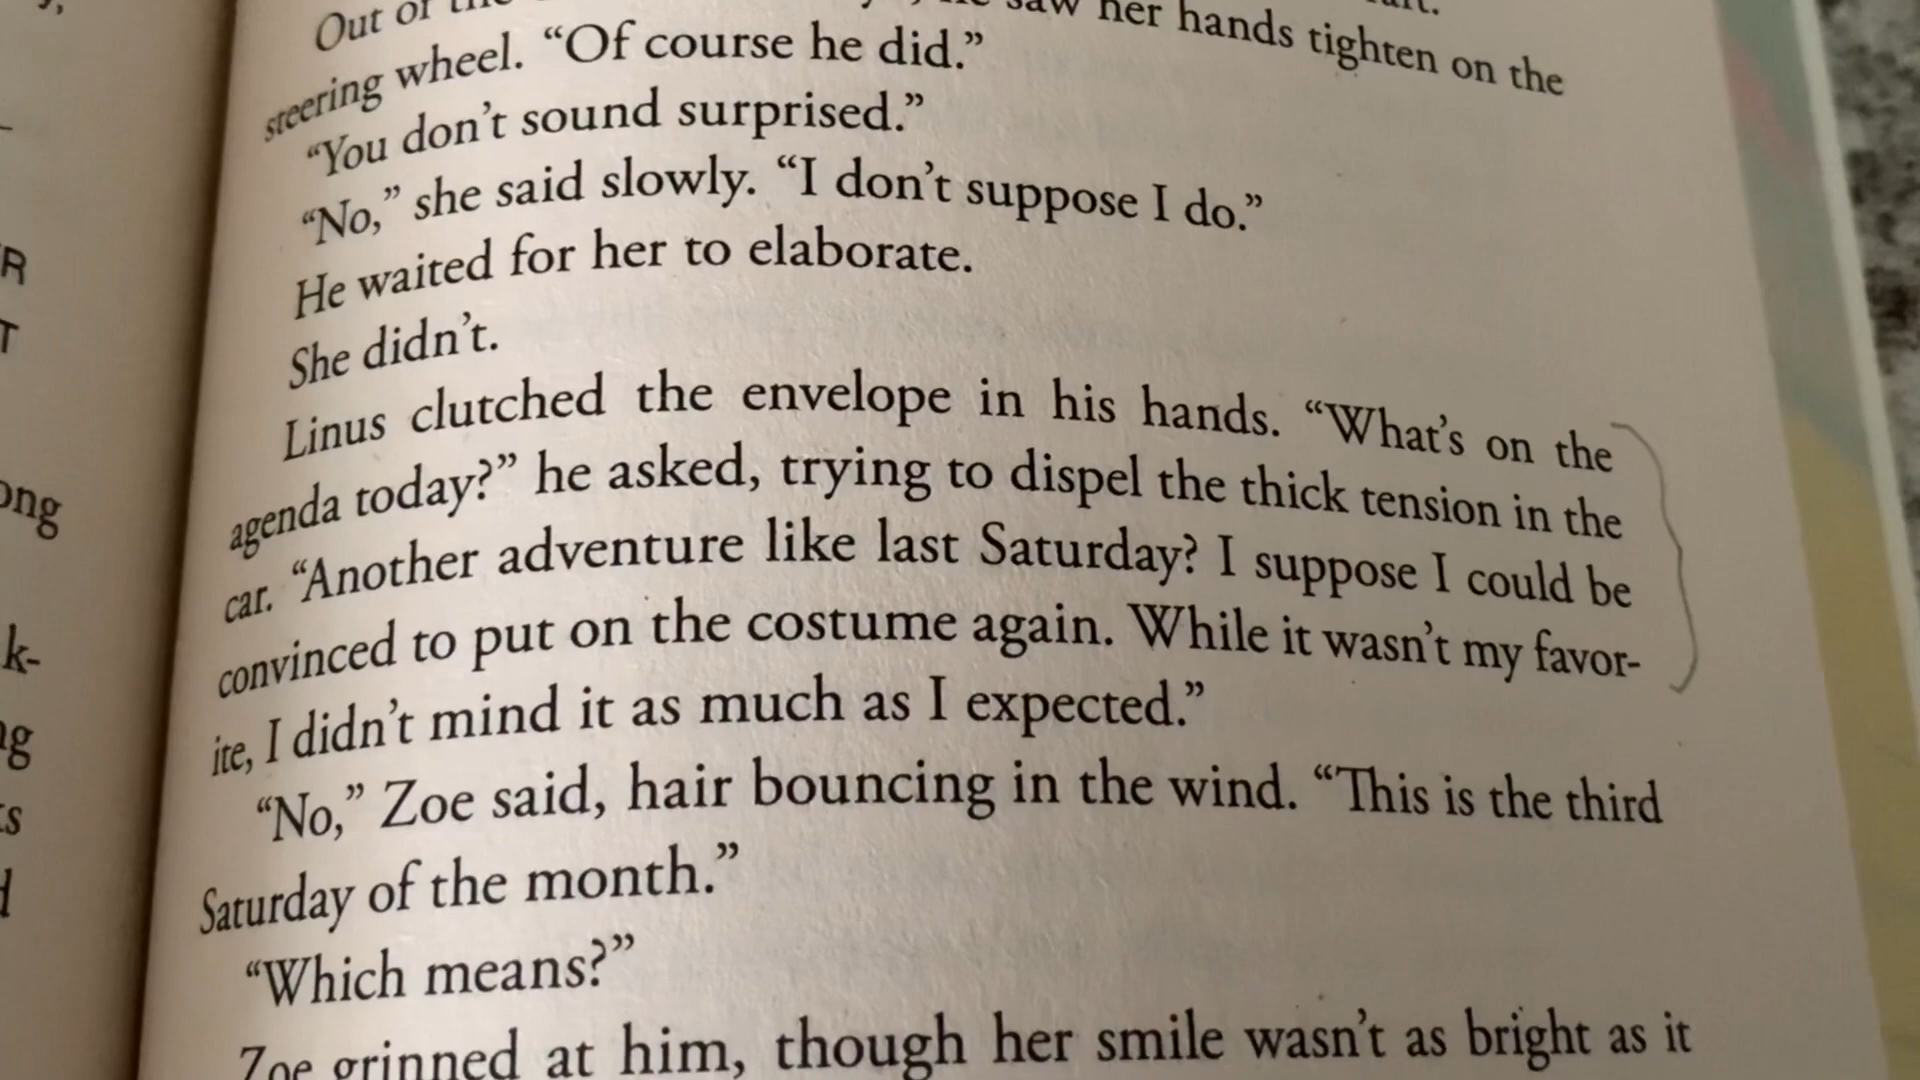 Out of
saw her hands tighten on the
steering wheel. “Of course he did.”
“You don’t sound surprised.”
“No,” she said slowly. “I don’t suppose I do.”
He waited for her to elaborate.
She didn’t.
Linus clutched the envelope in his hands. “What’s on the
agenda today?” he asked, trying to dispel the thick tension in the
car. “Another adventure like last Saturday? I suppose I could be
convinced to put on the costume again. While it wasn’t my favor-
ite, I didn’t mind it as much as I expected.”
“No,” Zoe said, hair bouncing in the wind. “This is the third
Saturday of the month.”
“Which means?”
Zoe grinned at him, though her smile wasn’t as bright as it